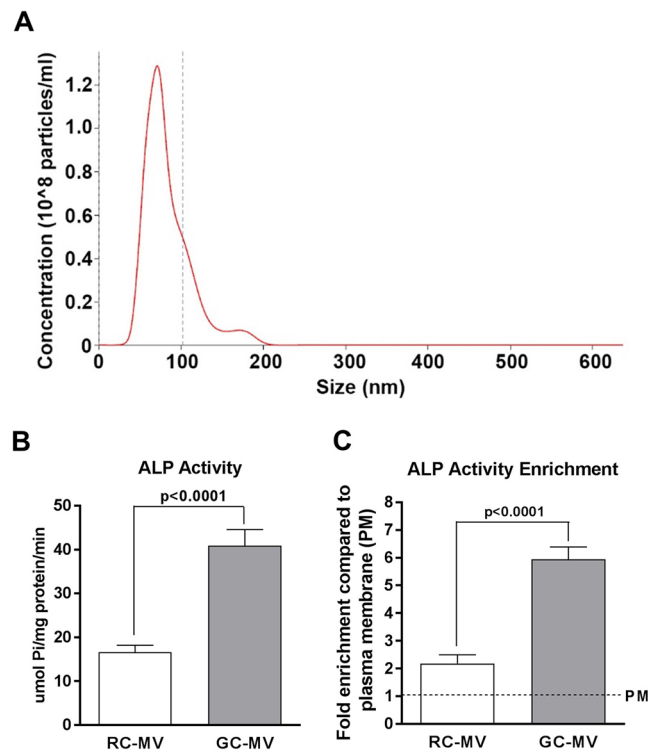 A
Concentration (10^8 particles/ml)
1.2
1.0
0.8
0.6
0.4
0.2
0
0 100 200 300 400 500 600
Size (nm)
B
ALP Activity
p<0.0001
umol Pi/mg protein/min
50
40
30
20
10
0
RC-MV GC-MV
C
ALP Activity Enrichment
p<0.0001
Fold enrichment compared to
plasma membrane (PM)
8
7
6
5
4
3
2
1
0
PM
RC-MV GC-MV